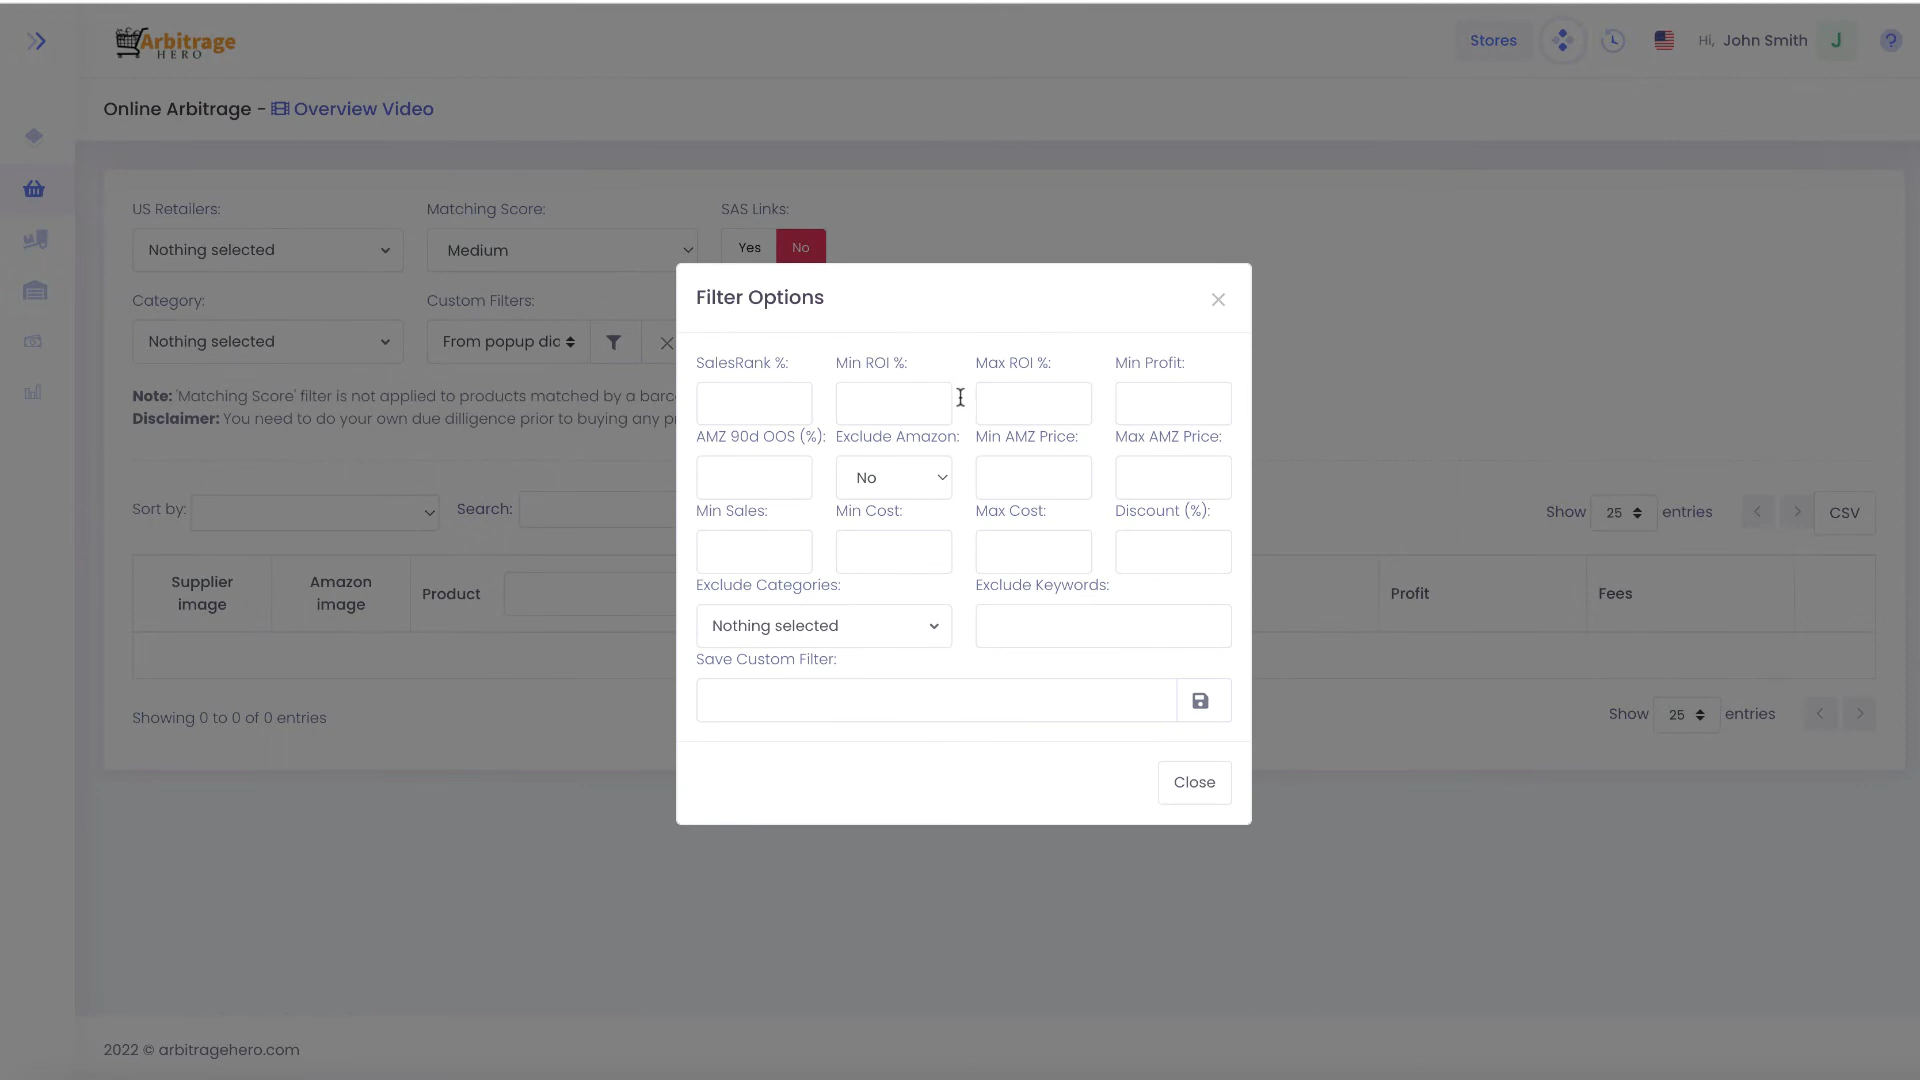 Arbitrage
HERO
Stores
Hi, John Smith
J
?
Online Arbitrage - Overview Video
US Retailers:
Matching Score:
SAS Links:
Nothing selected
Medium
Yes
No
Category:
Custom Filters:
Nothing selected
From popup dic
Note: 'Matching Score' filter is not applied to products matched by a
Disclaimer: You need to do your own due dilligence prior to buying any
Sort by:
Search:
Show 25 entries
CSV
Supplier
image
Amazon
image
Product
Profit
Fees
Showing 0 to 0 of 0 entries
Show 25 entries
Filter Options
SalesRank %:
Min ROI %:
Max ROI %:
Min Profit:
AMZ 90d OOS (%):
Exclude Amazon:
Min AMZ Price:
Max AMZ Price:
No
Min Sales:
Min Cost:
Max Cost:
Discount (%):
Exclude Categories:
Exclude Keywords:
Nothing selected
Save Custom Filter:
Close
2022 © arbitragehero.com